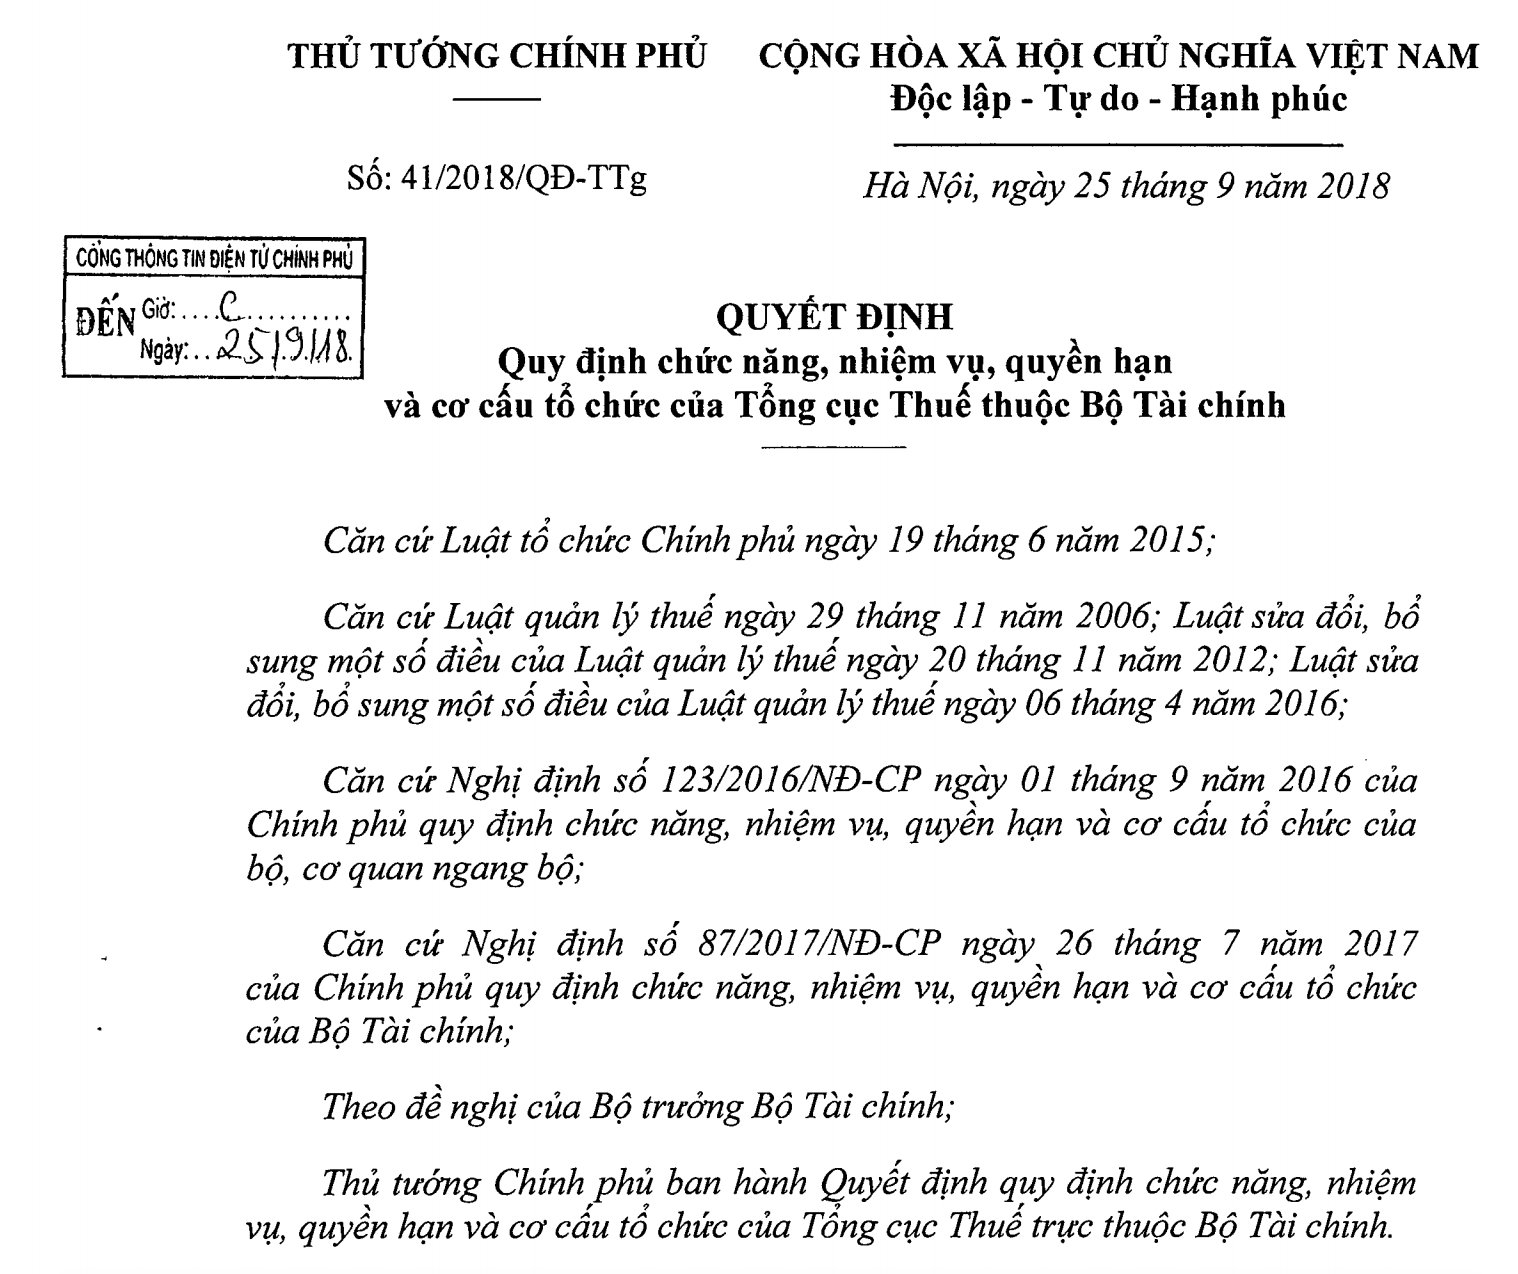 THỦ TƯỚNG CHÍNH PHỦ
CỘNG HÒA XÃ HỘI CHỦ NGHĨA VIỆT NAM
Độc lập - Tự do - Hạnh phúc
Số: 41/2018/QĐ-TTg
Hà Nội, ngày 25 tháng 9 năm 2018
CỔNG THÔNG TIN ĐIỆN TỬ CHÍNH PHỦ
ĐẾN
Giờ: ....C..........
Ngày: ..25/9/18.
QUYẾT ĐỊNH
Quy định chức năng, nhiệm vụ, quyền hạn
và cơ cấu tổ chức của Tổng cục Thuế thuộc Bộ Tài chính
Căn cứ Luật tổ chức Chính phủ ngày 19 tháng 6 năm 2015;
Căn cứ Luật quản lý thuế ngày 29 tháng 11 năm 2006; Luật sửa đổi, bổ
sung một số điều của Luật quản lý thuế ngày 20 tháng 11 năm 2012; Luật sửa
đổi, bổ sung một số điều của Luật quản lý thuế ngày 06 tháng 4 năm 2016;
Căn cứ Nghị định số 123/2016/NĐ-CP ngày 01 tháng 9 năm 2016 của
Chính phủ quy định chức năng, nhiệm vụ, quyền hạn và cơ cấu tổ chức của
bộ, cơ quan ngang bộ;
Căn cứ Nghị định số 87/2017/NĐ-CP ngày 26 tháng 7 năm 2017
của Chính phủ quy định chức năng, nhiệm vụ, quyền hạn và cơ cấu tổ chức
của Bộ Tài chính;
Theo đề nghị của Bộ trưởng Bộ Tài chính;
Thủ tướng Chính phủ ban hành Quyết định quy định chức năng, nhiệm
vụ, quyền hạn và cơ cấu tổ chức của Tổng cục Thuế trực thuộc Bộ Tài chính.